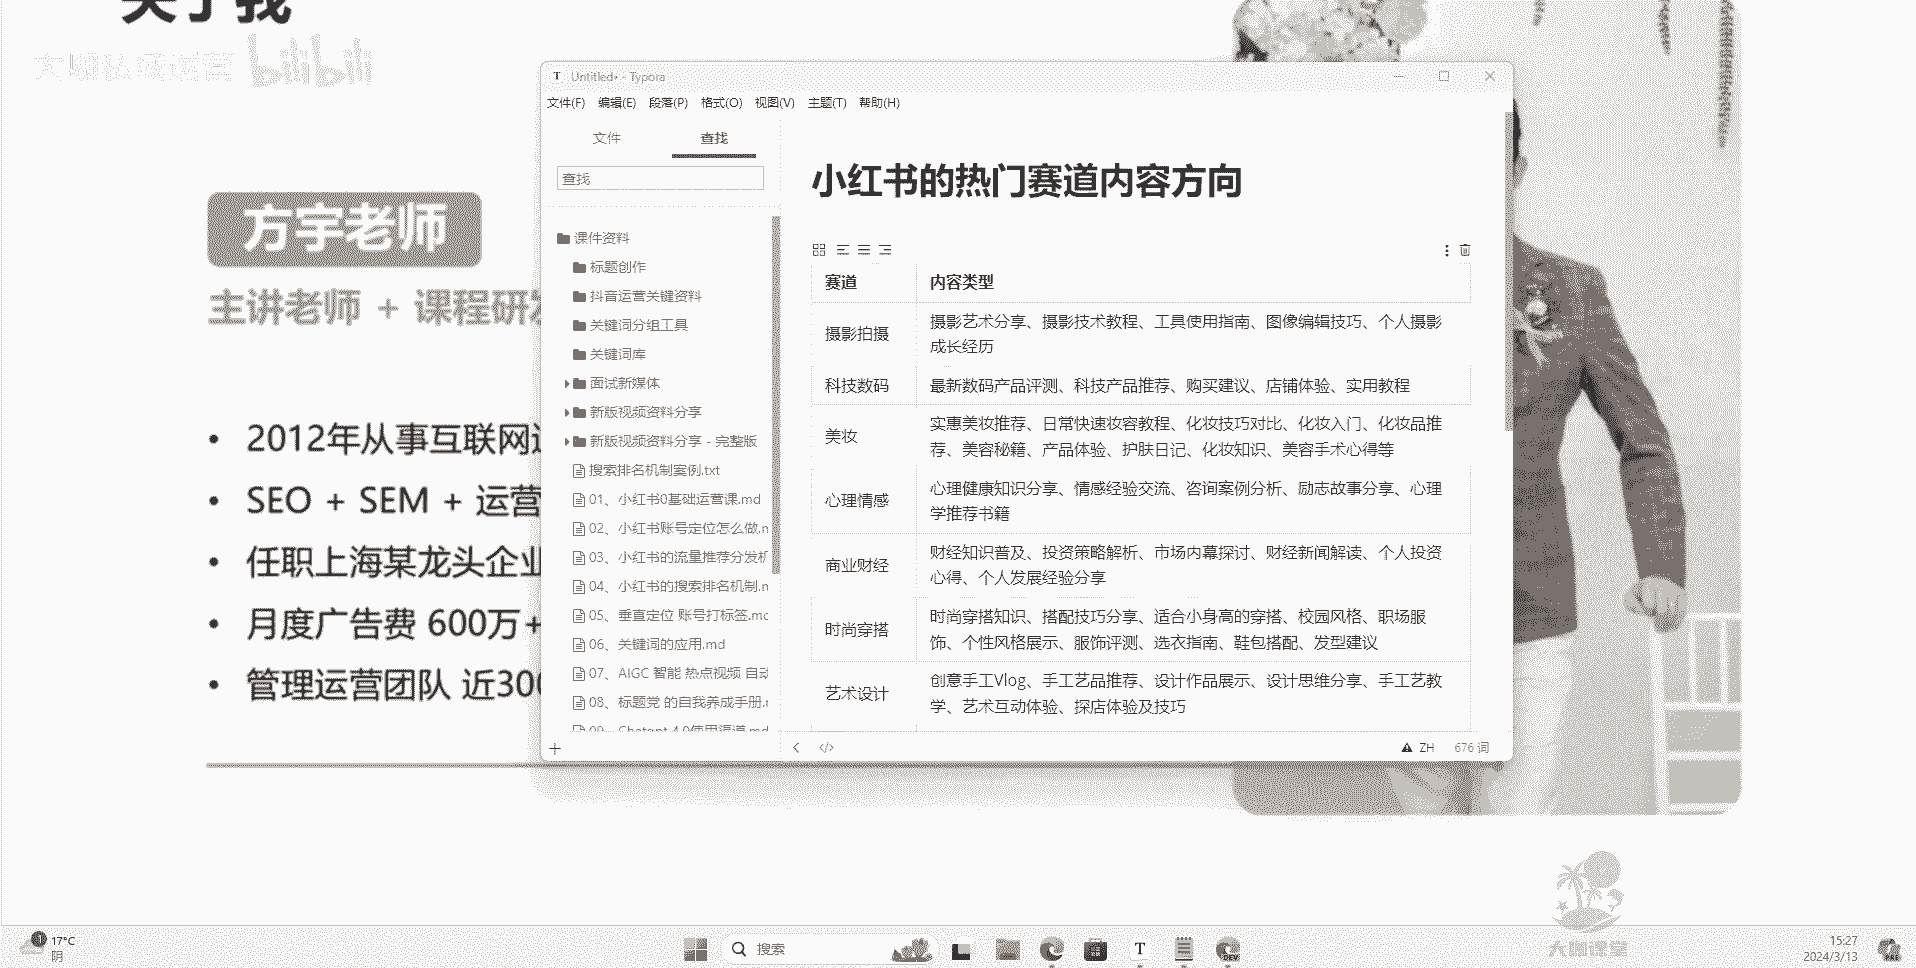 关于我
大咖私域运营 bilibili
方宇老师
主讲老师 + 课程研发
2012年从事互联网
SEO + SEM + 运营
任职上海某龙头企业
月度广告费 600万+
管理运营团队 近300
T Untitled• - Typora
文件(F) 编辑(E) 段落(P) 格式(O) 视图(V) 主题(T) 帮助(H)
文件 查找
查找
课件资料
标题创作
抖音运营关键资料
关键词分组工具
关键词库
面试新媒体
新版视频资料分享
新版视频资料分享 - 完整版
搜索排名机制案例.txt
01、小红书0基础运营课.md
02、小红书账号定位怎么做.m
03、小红书的流量推荐分发机
04、小红书的搜索排名机制.m
05、垂直定位 账号打标签.mc
06、关键词的应用.md
07、AIGC 智能 热点视频 自动
08、标题党 的自我养成手册.r
09、Chatgpt 4.0使用渠道.md
小红书的热门赛道内容方向
赛道 内容类型
摄影拍摄 摄影艺术分享、摄影技术教程、工具使用指南、图像编辑技巧、个人摄影
成长经历
科技数码 最新数码产品评测、科技产品推荐、购买建议、店铺体验、实用教程
美妆 实惠美妆推荐、日常快速妆容教程、化妆技巧对比、化妆入门、化妆品推
荐、美容秘籍、产品体验、护肤日记、化妆知识、美容手术心得等
心理情感 心理健康知识分享、情感经验交流、咨询案例分析、励志故事分享、心理
学推荐书籍
商业财经 财经知识普及、投资策略解析、市场内幕探讨、财经新闻解读、个人投资
心得、个人发展经验分享
时尚穿搭 时尚穿搭知识、搭配技巧分享、适合小身高的穿搭、校园风格、职场服
饰、个性风格展示、服饰评测、选衣指南、鞋包搭配、发型建议
艺术设计 创意手工Vlog、手工艺品推荐、设计作品展示、设计思维分享、手工艺教
学、艺术互动体验、探店体验及技巧
ZH 676 词
大咖课堂
1 17°C
阴
搜索
T
DEV
15:27
2024/3/13
PRE